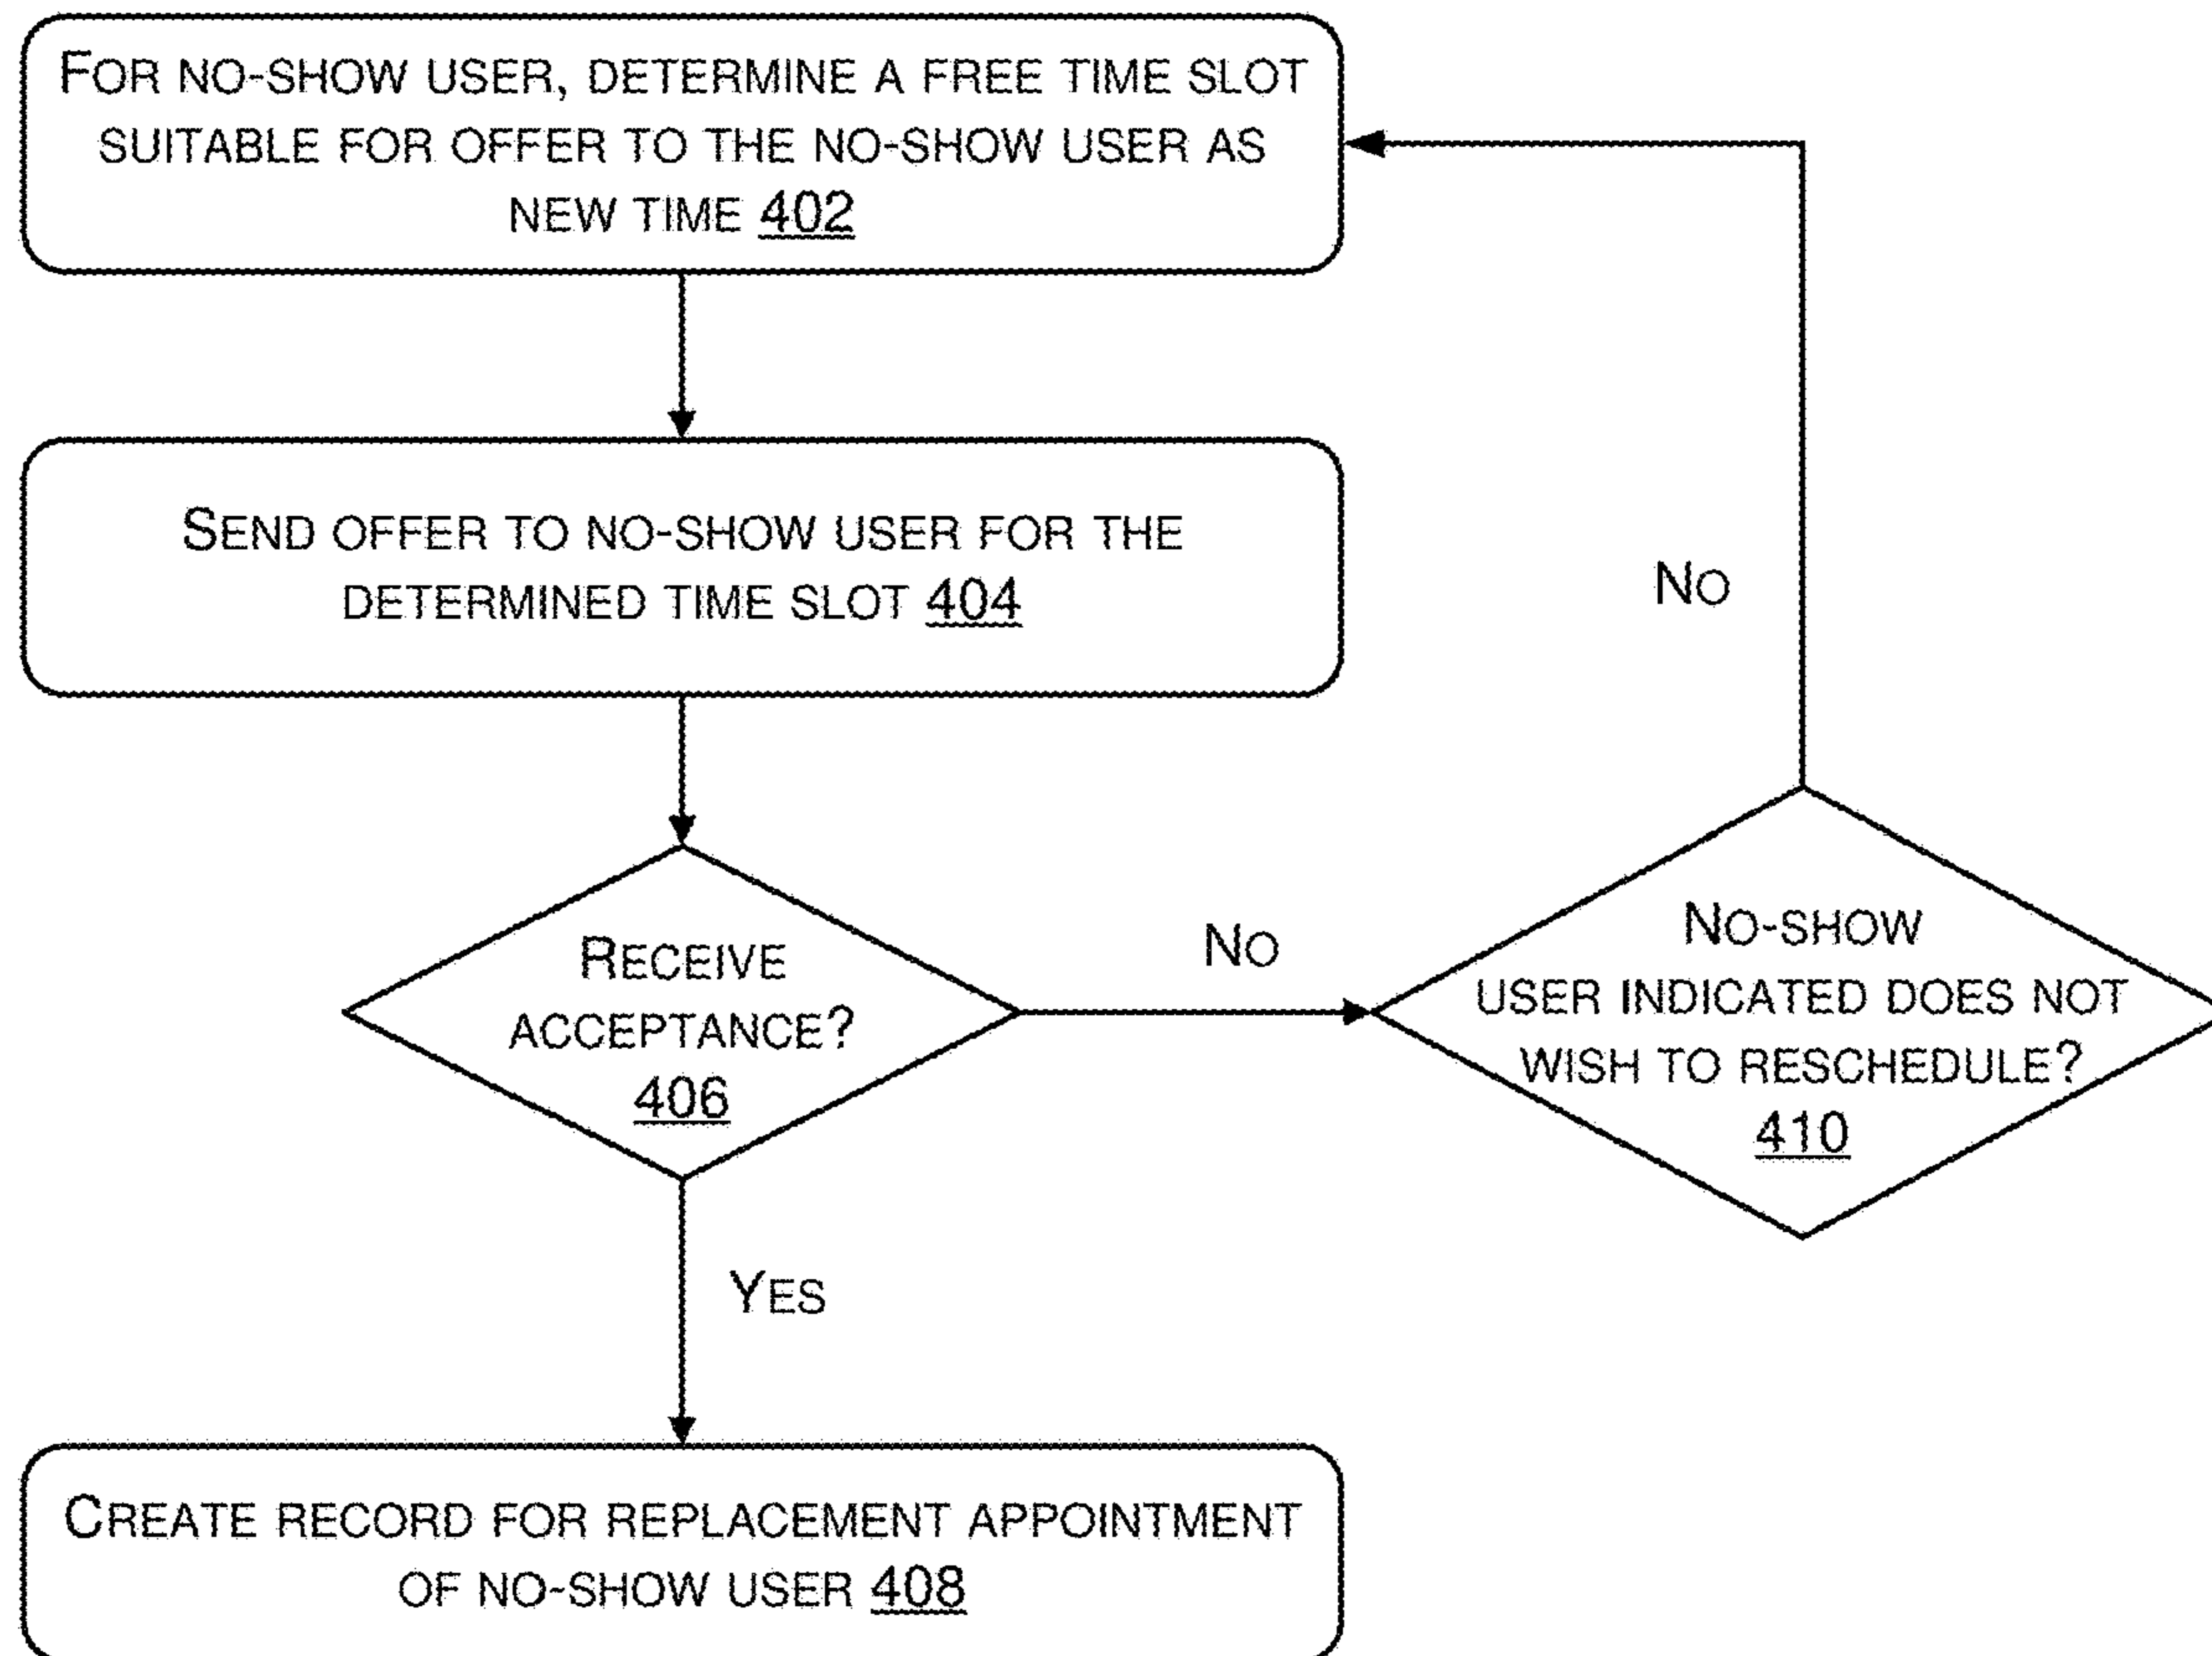 FOR NO-SHOW USER, DETERMINE A FREE TIME SLOT
SUITABLE FOR OFFER TO THE NO-SHOW USER AS
NEW TIME 402
SEND OFFER TO NO-SHOW USER FOR THE
DETERMINED TIME SLOT 404
NO
RECEIVE
ACCEPTANCE?
406
NO
NO-SHOW
USER INDICATED DOES NOT
WISH TO RESCHEDULE?
410
YES
CREATE RECORD FOR REPLACEMENT APPOINTMENT
OF NO-SHOW USER 408